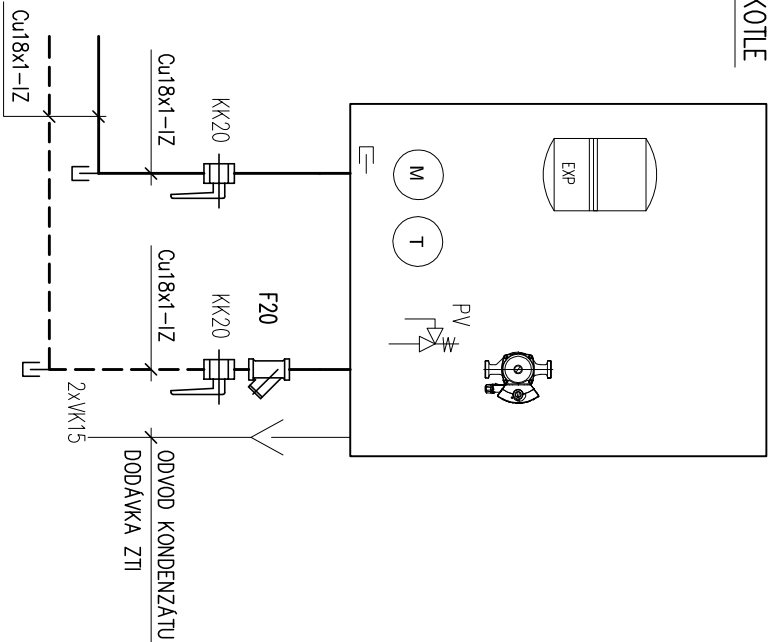 KOTLE
EXP
M
T
PV
Cu18x1-IZ
Cu18x1-IZ
KK20
Cu18x1-IZ
KK20
F20
2xVK15
ODVOD KONDENZÁTU
DODÁVKA ZTI